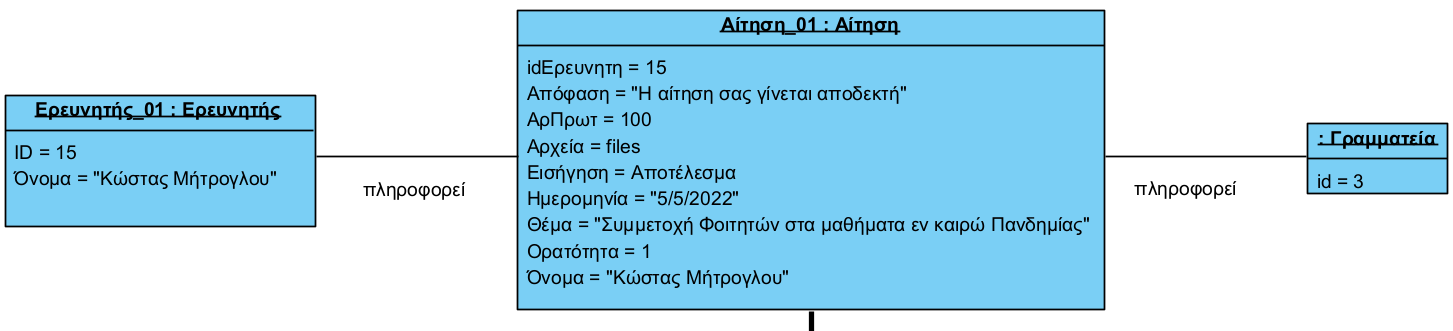 Ερευνητής_01 : Ερευνητής
ID = 15
Όνομα = "Κώστας Μήτρογλου"
πληροφορεί
Αίτηση_01 : Αίτηση
idΕρευνητη = 15
Απόφαση = "Η αίτηση σας γίνεται αποδεκτή"
ΑρΠρωτ = 100
Αρχεία = files
Εισήγηση = Αποτέλεσμα
Ημερομηνία = "5/5/2022"
Θέμα = "Συμμετοχή Φοιτητών στα μαθήματα εν καιρώ Πανδημίας"
Ορατότητα = 1
Όνομα = "Κώστας Μήτρογλου"
πληροφορεί
: Γραμματεία
id = 3